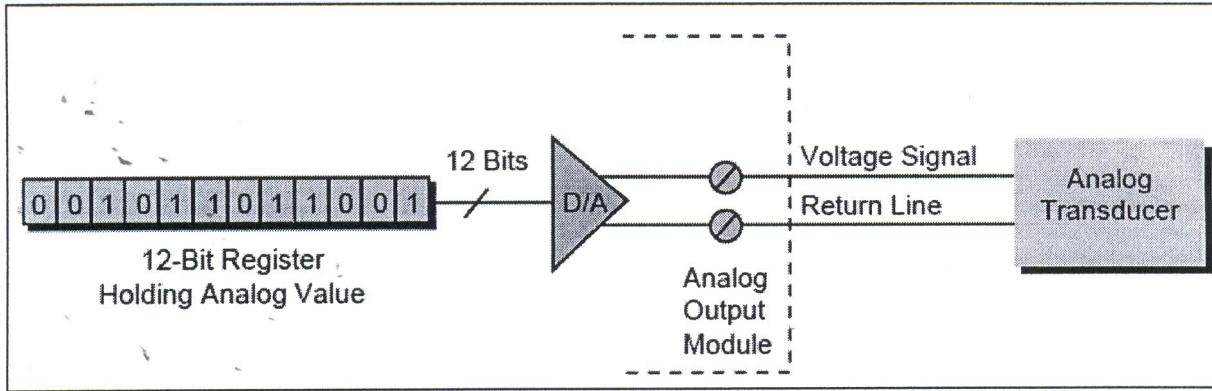 0 0 1 0 1 1 0 1 1 0 0 1
12-Bit Register
Holding Analog Value
12 Bits
D/A
Analog
Output
Module
Voltage Signal
Return Line
Analog
Transducer